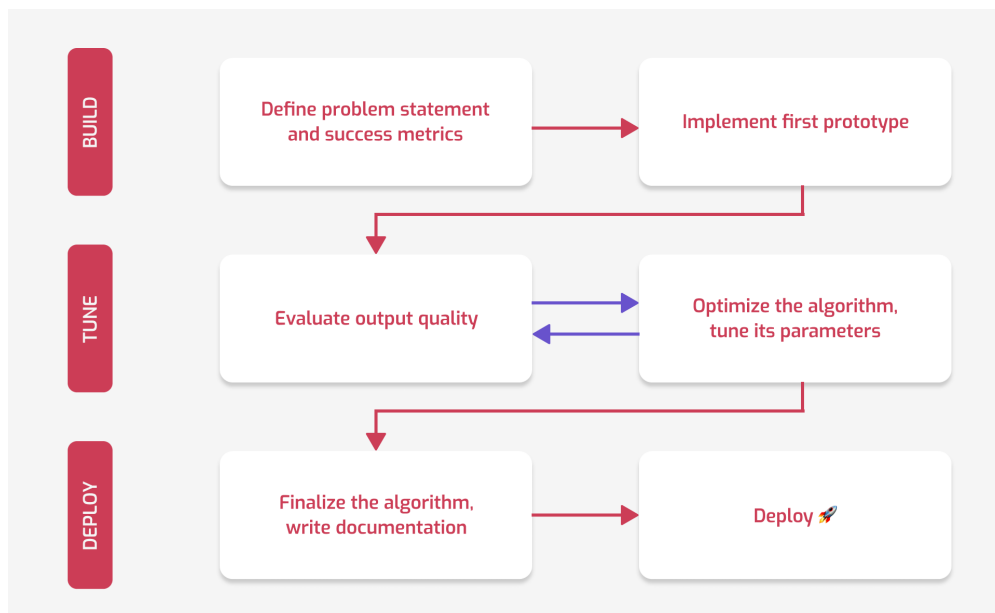 BUILD
Define problem statement
and success metrics
Implement first prototype
TUNE
Evaluate output quality
Optimize the algorithm,
tune its parameters
DEPLOY
Finalize the algorithm,
write documentation
Deploy 🚀